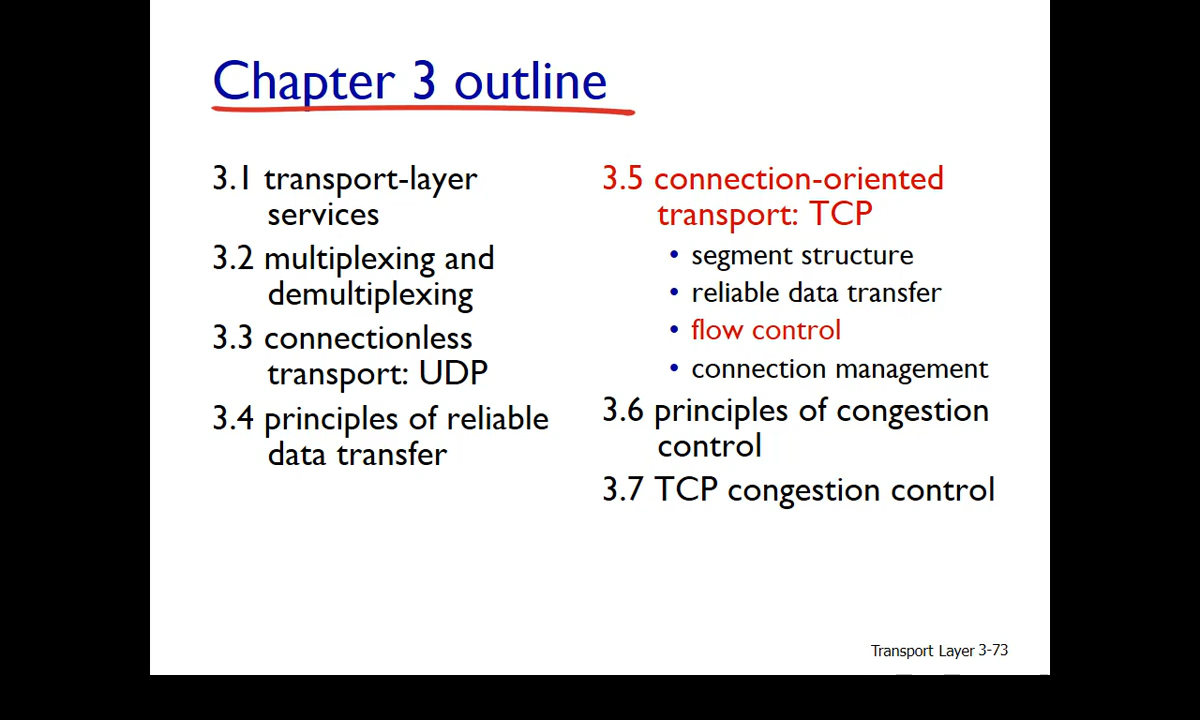 Chapter 3 outline
3.1 transport-layer
services
3.2 multiplexing and
demultiplexing
3.3 connectionless
transport: UDP
3.4 principles of reliable
data transfer
3.5 connection-oriented
transport: TCP
• segment structure
• reliable data transfer
• flow control
• connection management
3.6 principles of congestion
control
3.7 TCP congestion control
Transport Layer 3-73